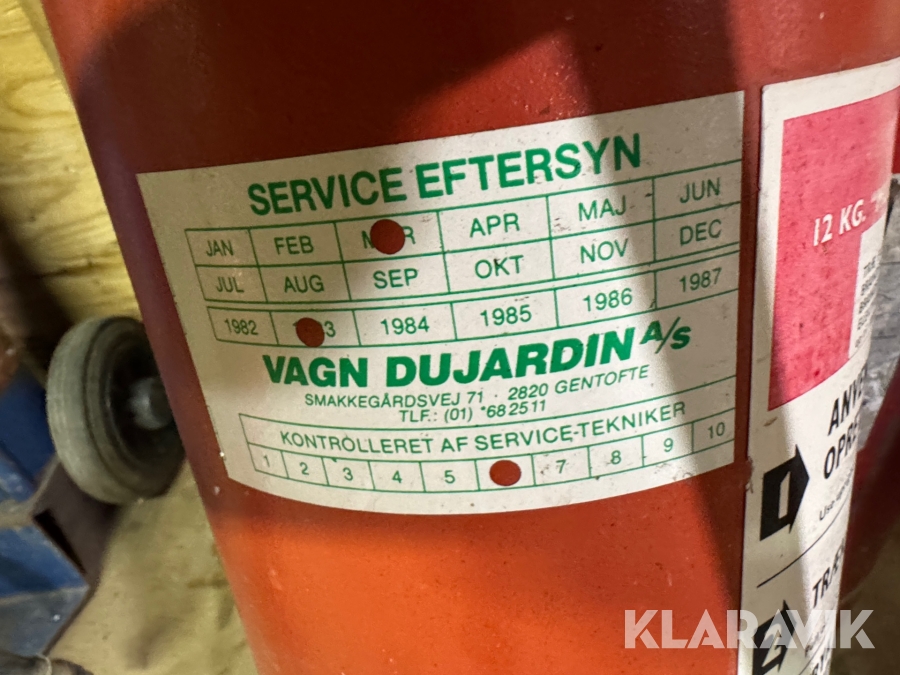 SERVICE EFTERSYN
JAN FEB MAR APR MAJ JUN
JUL AUG SEP OKT NOV DEC
1982 1983 1984 1985 1986 1987
VAGN DUJARDIN A/S
SMAKKEGÅRDSVEJ 71 · 2820 GENTOFTE
TLF.: (01) *68 25 11
KONTROLLERET AF SERVICE-TEKNIKER
1 2 3 4 5 7 8 9 10
12 KG.
KLARAVIK